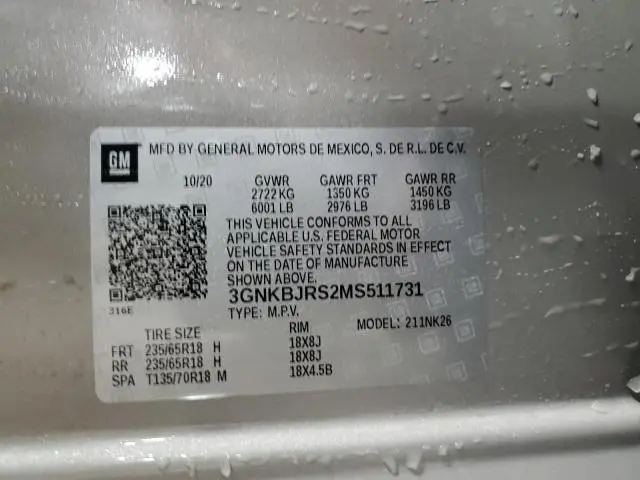 GM
MFD BY GENERAL MOTORS DE MEXICO, S. DE R.L. DE C.V.
10/20 GVWR GAWR FRT GAWR RR
2722 KG 1350 KG 1450 KG
6001 LB 2976 LB 3196 LB
THIS VEHICLE CONFORMS TO ALL
APPLICABLE U.S. FEDERAL MOTOR
VEHICLE SAFETY STANDARDS IN EFFECT
ON THE DATE OF MANUFACTURE
SHOWN ABOVE.
3GNKBJRS2MS511731
316E
TYPE: M.P.V. MODEL: 211NK26
TIRE SIZE RIM
FRT 235/65R18 H 18X8J
RR 235/65R18 H 18X8J
SPA T135/70R18 M 18X4.5B